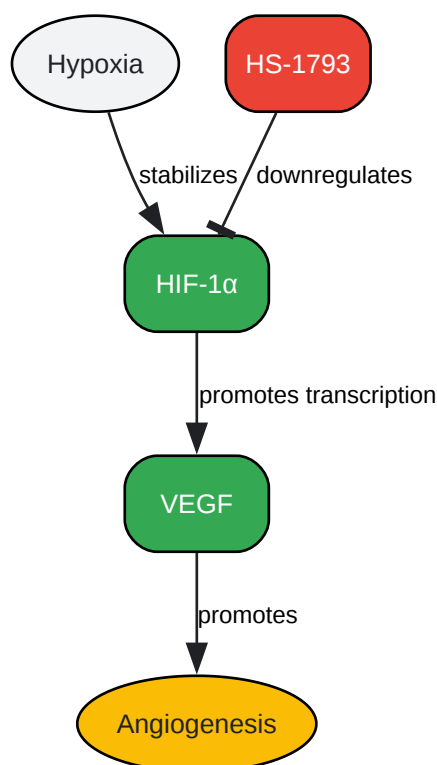 Hypoxia
HS-1793
stabilizes
downregulates
HIF-1α
promotes transcription
VEGF
promotes
Angiogenesis